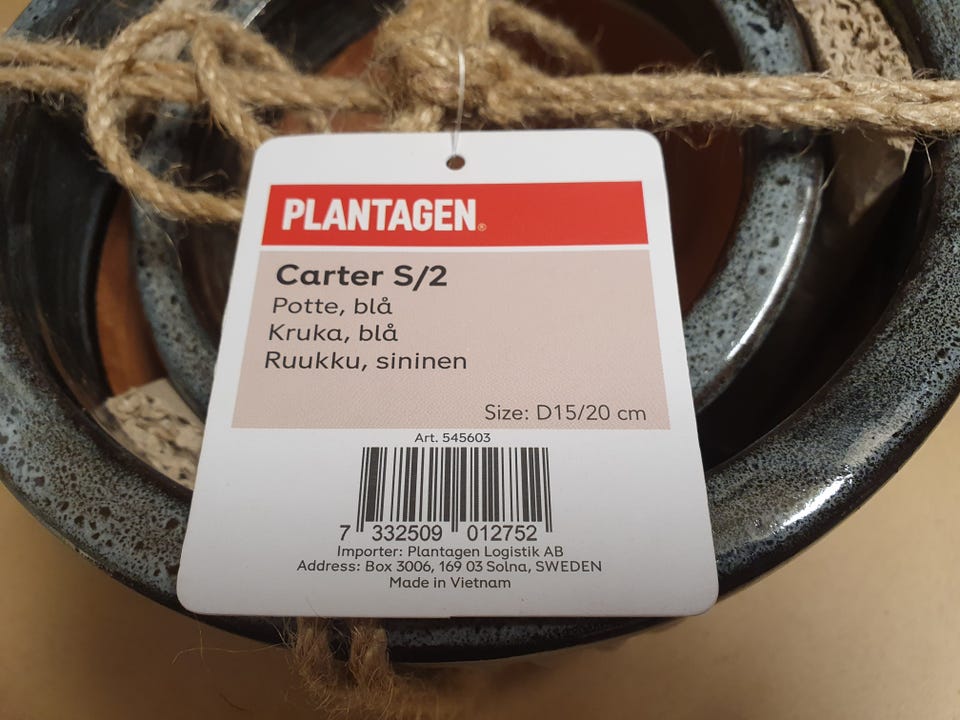 PLANTAGEN®
Carter S/2
Potte, blå
Kruka, blå
Ruukku, sininen
Size: D15/20 cm
Art. 545603
7 332509 012752
Importer: Plantagen Logistik AB
Address: Box 3006, 169 03 Solna, SWEDEN
Made in Vietnam